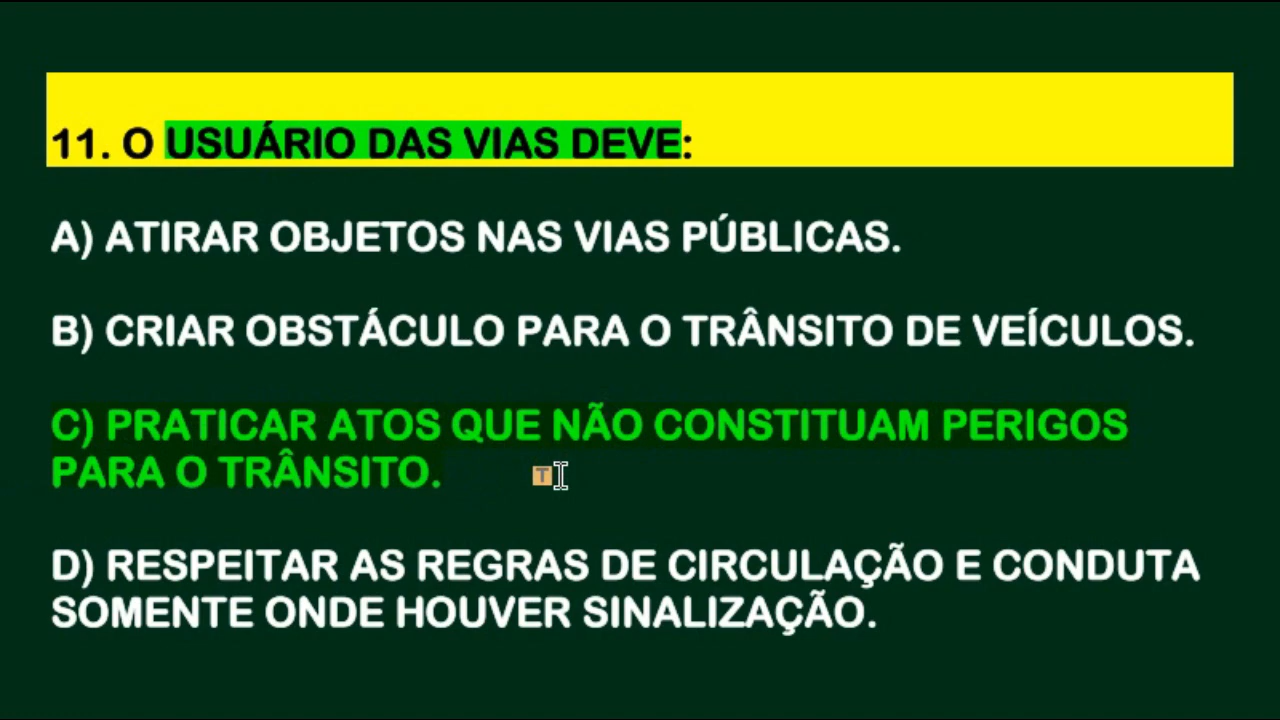 11. O USUÁRIO DAS VIAS DEVE:
A) ATIRAR OBJETOS NAS VIAS PÚBLICAS.
B) CRIAR OBSTÁCULO PARA O TRÂNSITO DE VEÍCULOS.
C) PRATICAR ATOS QUE NÃO CONSTITUAM PERIGOS
PARA O TRÂNSITO.
T
D) RESPEITAR AS REGRAS DE CIRCULAÇÃO E CONDUTA
SOMENTE ONDE HOUVER SINALIZAÇÃO.